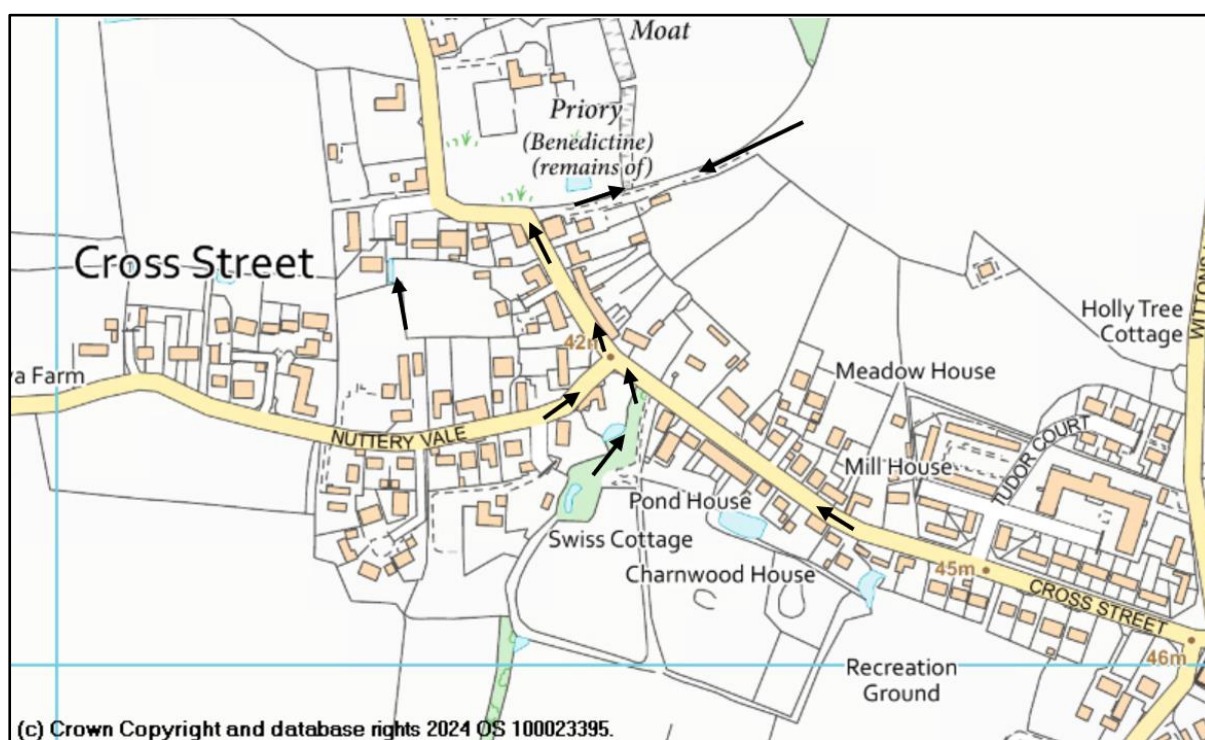 Moat
Priory
(Benedictine)
(remains of)
Cross Street
Holly Tree
Cottage
42m
Meadow House
NUTTERY VALE
TUDOR COURT
Mill House
Pond House
Swiss Cottage
Charnwood House
45m
CROSS STREET
46m
Recreation
Ground
(c) Crown Copyright and database rights 2024 OS 100023395.